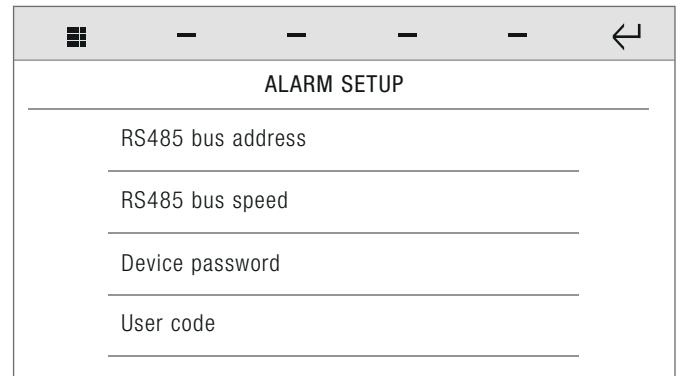 ALARM SETUP
RS485 bus address
RS485 bus speed
Device password
User code